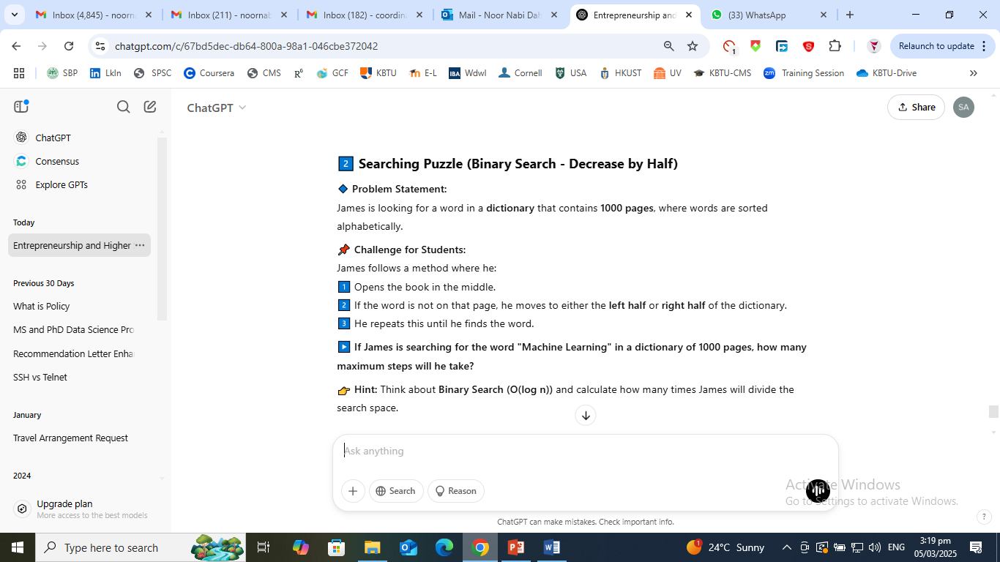 Inbox (4,845) - noorna
Inbox (211) - noornab
Inbox (182) - coordina
Mail - Noor Nabi Dah
Entrepreneurship and
(33) WhatsApp
chatgpt.com/c/67bd5dec-db64-800a-98a1-046cbe372042
1
Relaunch to update
SBP
LkIn
SPSC
Coursera
CMS
GCF
KBTU
E-L
IBA Wdwl
Cornell
USA
HKUST
UV
KBTU-CMS
zm Training Session
KBTU-Drive
ChatGPT
Share
SA
ChatGPT
Consensus
Explore GPTs
Today
Entrepreneurship and Higher
Previous 30 Days
What is Policy
MS and PhD Data Science Pro
Recommendation Letter Enha
SSH vs Telnet
January
Travel Arrangement Request
2024
Upgrade plan
More access to the best models
2 Searching Puzzle (Binary Search - Decrease by Half)
Problem Statement:
James is looking for a word in a dictionary that contains 1000 pages, where words are sorted
alphabetically.
Challenge for Students:
James follows a method where he:
1 Opens the book in the middle.
2 If the word is not on that page, he moves to either the left half or right half of the dictionary.
3 He repeats this until he finds the word.
If James is searching for the word "Machine Learning" in a dictionary of 1000 pages, how many
maximum steps will he take?
Hint: Think about Binary Search (O(log n)) and calculate how many times James will divide the
search space.
Ask anything
Search
Reason
Activate Windows
Go to Settings to activate Windows.
ChatGPT can make mistakes. Check important info.
?
Type here to search
1
24°C Sunny
ENG
3:19 pm
05/03/2025